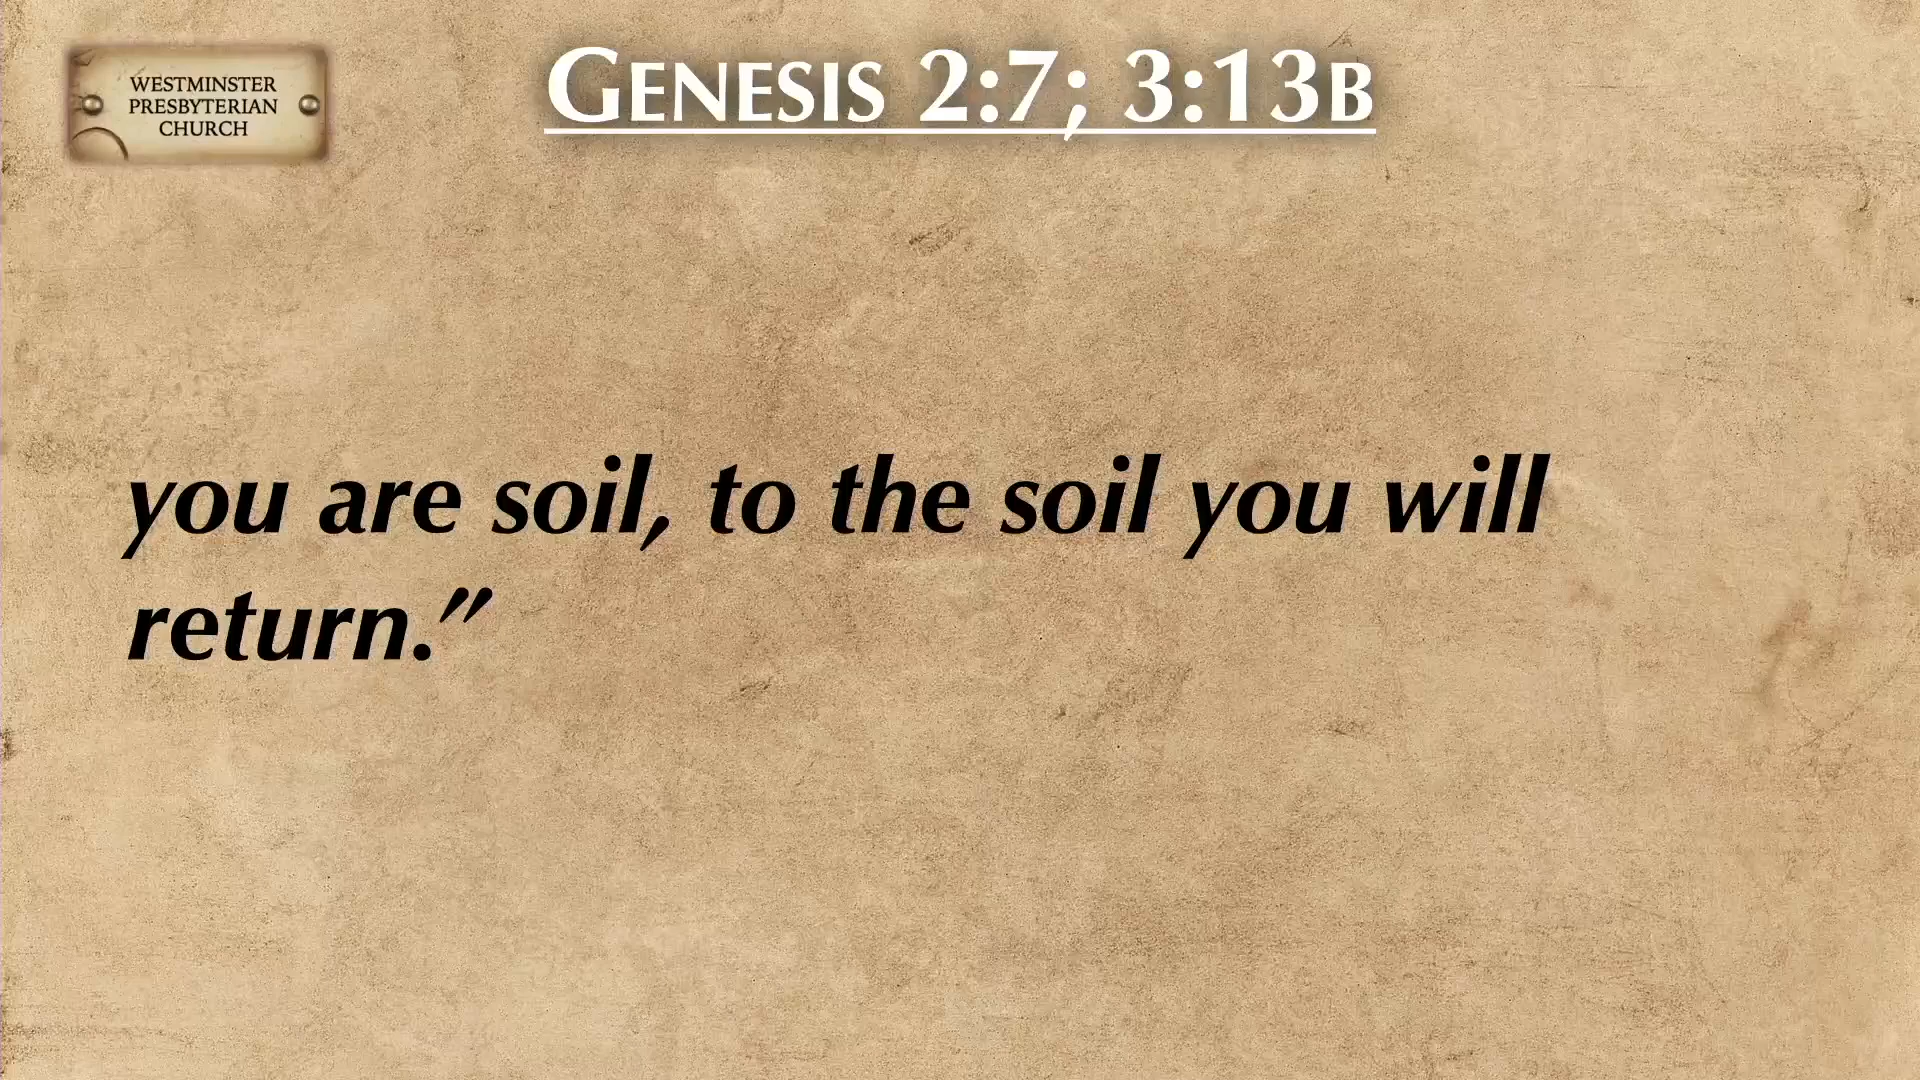 WESTMINSTER
PRESBYTERIAN
CHURCH
GENESIS 2:7; 3:13B
you are soil, to the soil you will
return.”